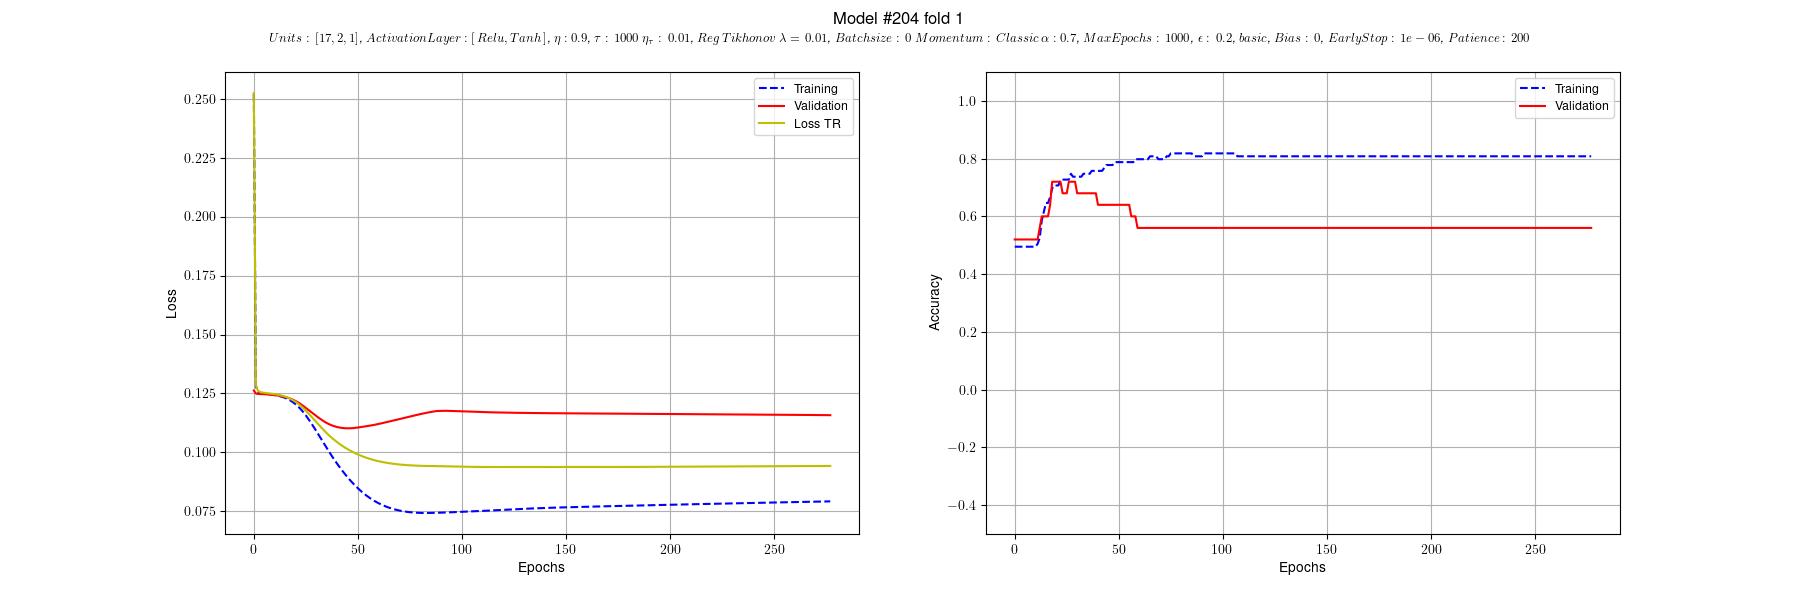 Model #204 fold 1
Units : [17, 2, 1], ActivationLayer : [ Relu, Tanh ], η : 0.9, τ : 1000 ητ : 0.01, Reg Tikhonov λ = 0.01, Batchsize : 0 Momentum : Classic α : 0.7, MaxEpochs : 1000, ϵ : 0.2, basic, Bias : 0, EarlyStop : 1e − 06, Patience : 200
Loss
0.250
0.225
0.200
0.175
0.150
0.125
0.100
0.075
0 50 100 150 200 250
Epochs
Training
Validation
Loss TR
Accuracy
1.0
0.8
0.6
0.4
0.2
0.0
−0.2
−0.4
0 50 100 150 200 250
Epochs
Training
Validation